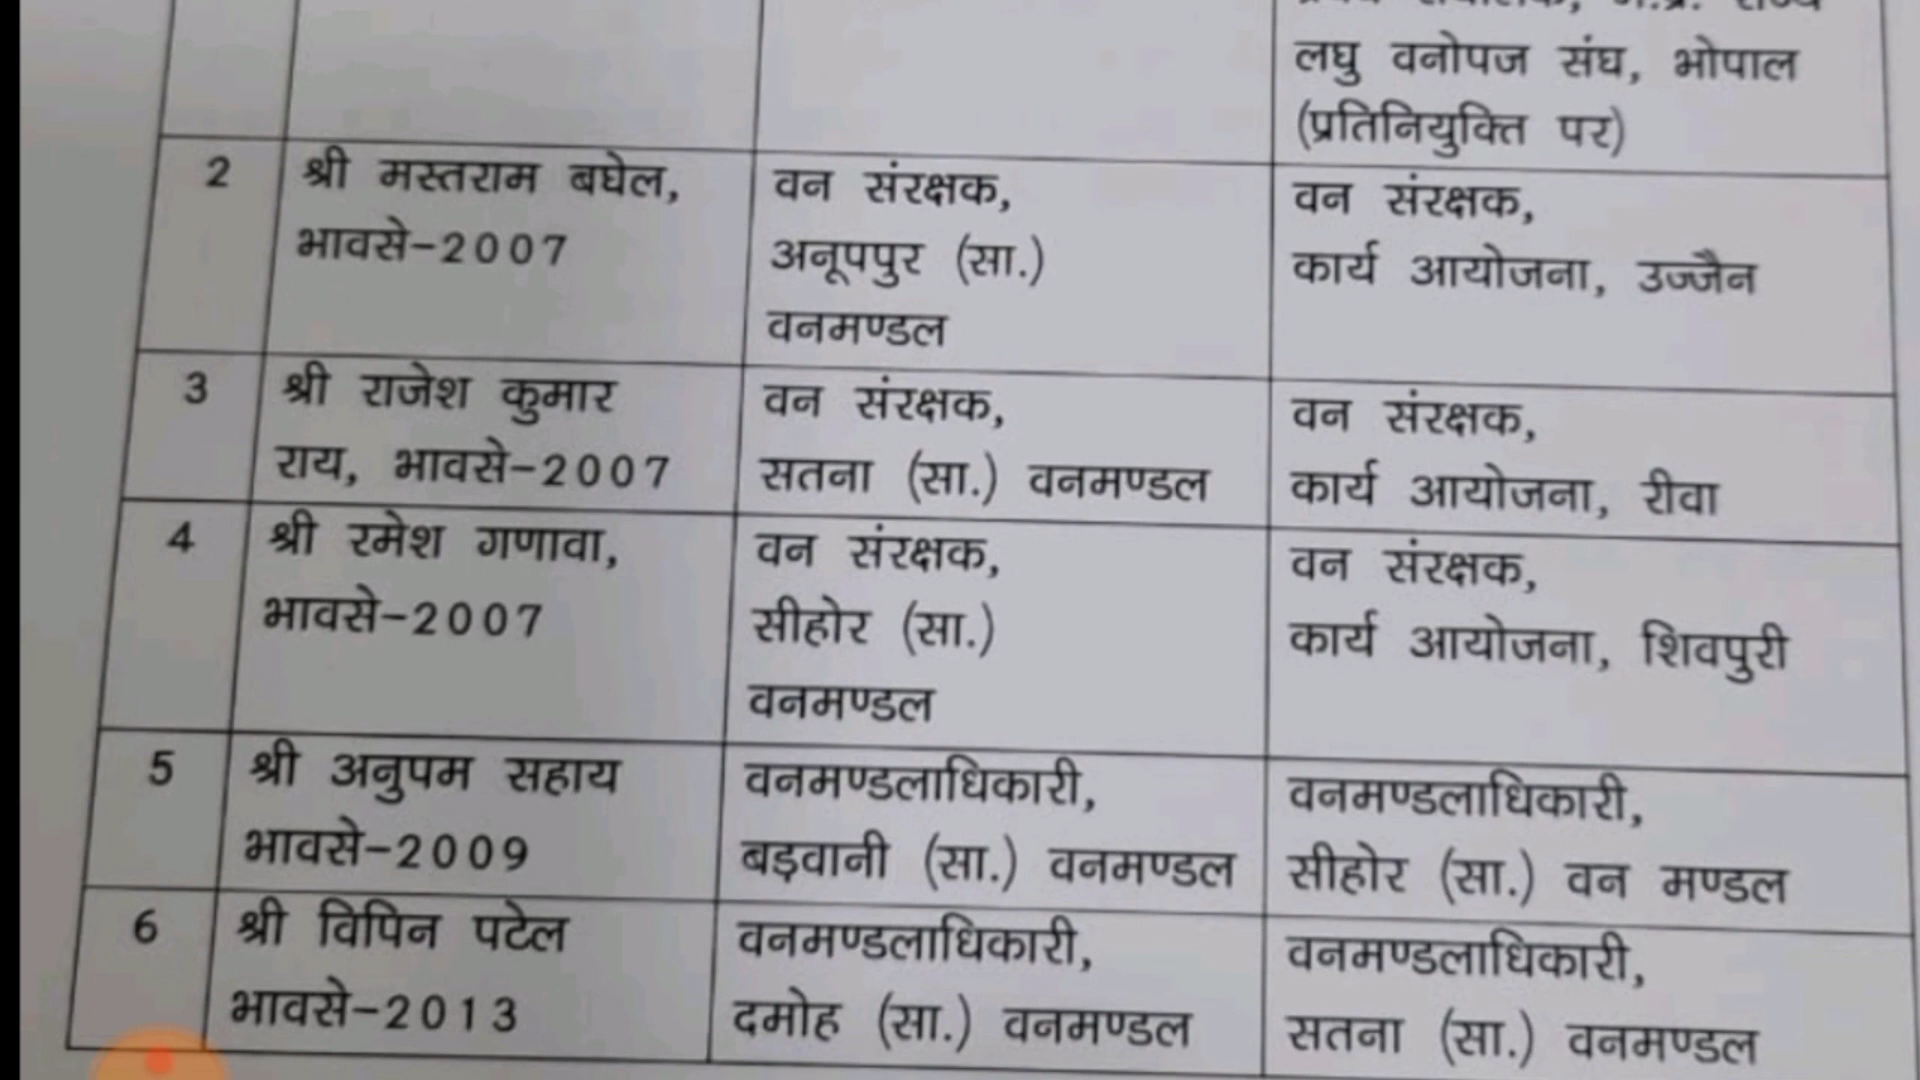 लघु वनोपज संघ, भोपाल
(प्रतिनियुक्ति पर)
2
श्री मस्तराम बघेल,
भावसे-2007
वन संरक्षक,
अनूपपुर (सा.)
वनमण्डल
वन संरक्षक,
कार्य आयोजना, उज्जैन
3
श्री राजेश कुमार
राय, भावसे-2007
वन संरक्षक,
सतना (सा.) वनमण्डल
वन संरक्षक,
कार्य आयोजना, रीवा
4
श्री रमेश गणावा,
भावसे-2007
वन संरक्षक,
सीहोर (सा.)
वनमण्डल
वन संरक्षक,
कार्य आयोजना, शिवपुरी
5
श्री अनुपम सहाय
भावसे-2009
वनमण्डलाधिकारी,
बड़वानी (सा.) वनमण्डल
वनमण्डलाधिकारी,
सीहोर (सा.) वन मण्डल
6
श्री विपिन पटेल
भावसे-2013
वनमण्डलाधिकारी,
दमोह (सा.) वनमण्डल
वनमण्डलाधिकारी,
सतना (सा.) वनमण्डल